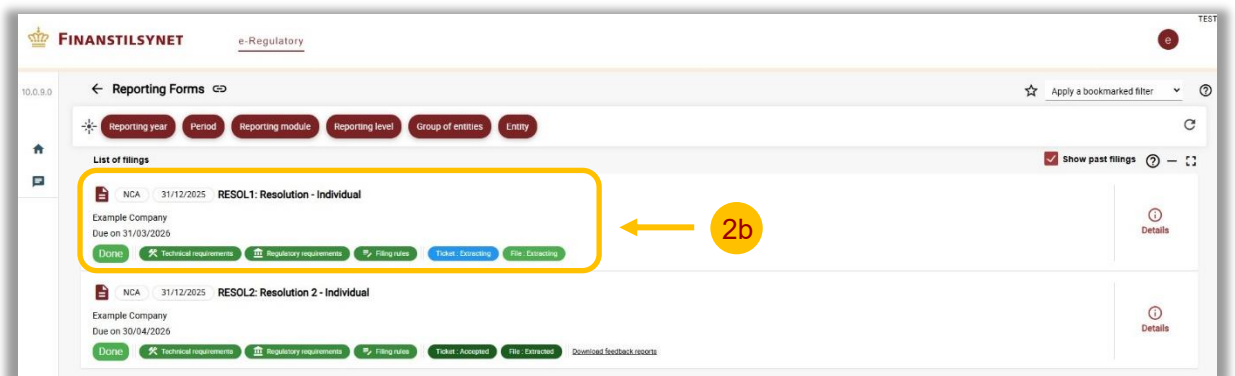 TEST
FINANSTILSYNET e-Regulatory e
10.0.9.0
← Reporting Forms Apply a bookmarked filter
Reporting year Period Reporting module Reporting level Group of entities Entity
List of filings Show past filings
NCA 31/12/2025 RESOL1: Resolution - Individual
Example Company
Due on 31/03/2026
Details
Done Technical requirements Regulatory requirements Filing rules Ticket : Extracting File : Extracting
2b
NCA 31/12/2025 RESOL2: Resolution 2 - Individual
Example Company
Due on 30/04/2026
Details
Done Technical requirements Regulatory requirements Filing rules Ticket : Accepted File : Extracted Download feedback reports